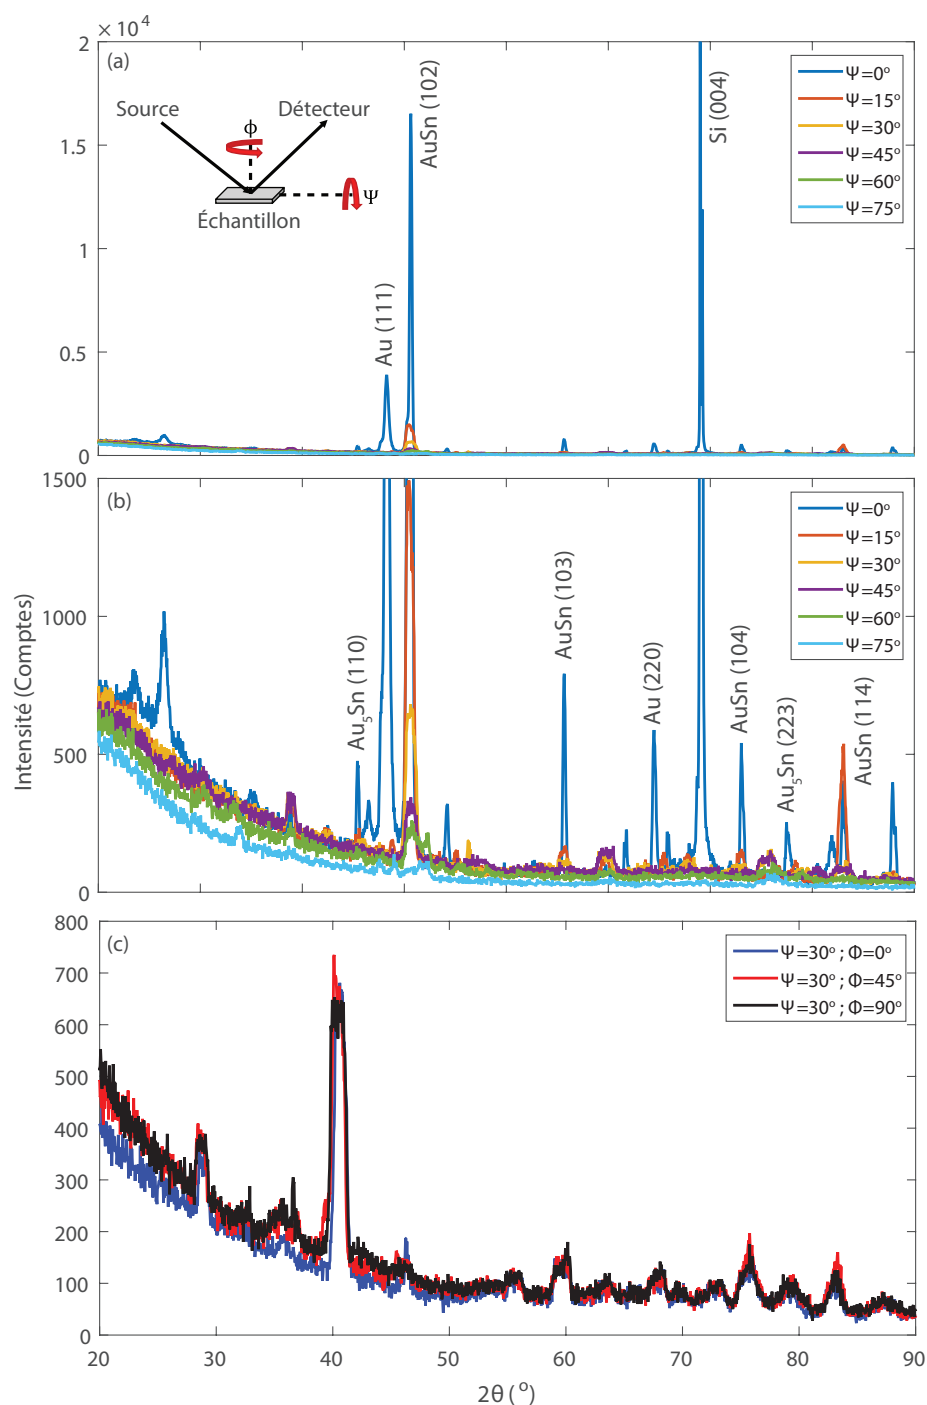 × 10⁴
(a)
2
1.5
1
0.5
0
Source
Détecteur
ϕ
Ψ
Échantillon
Au (111)
AuSn (102)
Si (004)
Ψ=0°
Ψ=15°
Ψ=30°
Ψ=45°
Ψ=60°
Ψ=75°
(b)
1500
1000
500
0
Intensité (Comptes)
Au₅Sn (110)
AuSn (103)
Au (220)
AuSn (104)
Au₅Sn (223)
AuSn (114)
Ψ=0°
Ψ=15°
Ψ=30°
Ψ=45°
Ψ=60°
Ψ=75°
(c)
800
700
600
500
400
300
200
100
0
Ψ=30° ; Φ=0°
Ψ=30° ; Φ=45°
Ψ=30° ; Φ=90°
20 30 40 50 60 70 80 90
2θ (°)